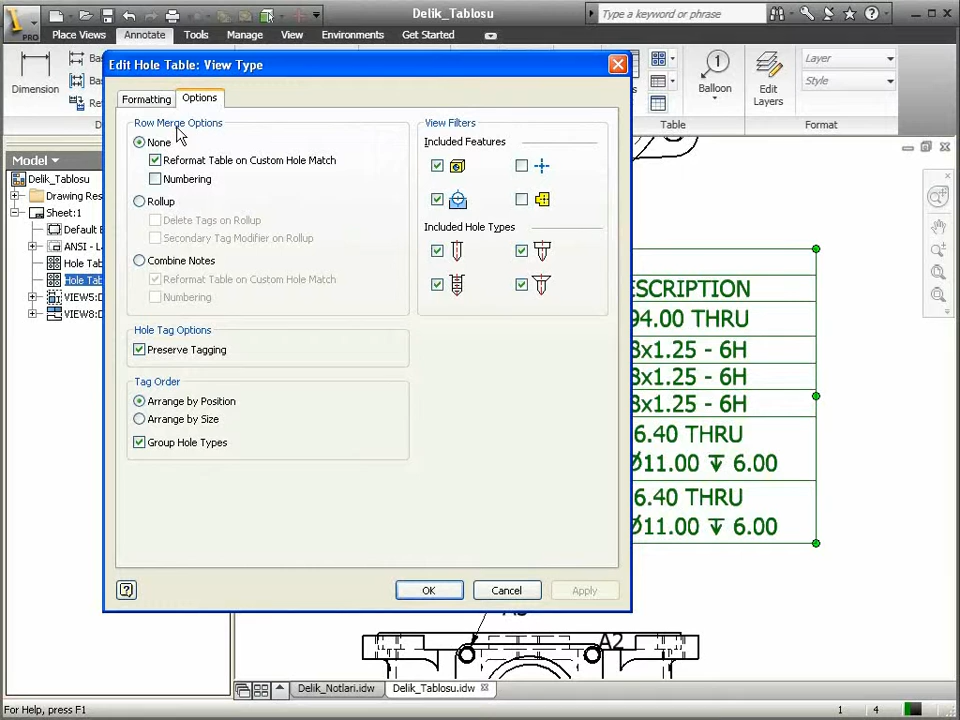 PRO
Delik_Tablosu
Type a keyword or phrase
Place Views Annotate Tools Manage View Environments Get Started
Dimension
Balloon
Edit Layers
Layer
Style
Table
Format
Edit Hole Table: View Type
Formatting Options
Row Merge Options
None
Reformat Table on Custom Hole Match
Numbering
Rollup
Delete Tags on Rollup
Secondary Tag Modifier on Rollup
Combine Notes
Reformat Table on Custom Hole Match
Numbering
Hole Tag Options
Preserve Tagging
Tag Order
Arrange by Position
Arrange by Size
Group Hole Types
View Filters
Included Features
Included Hole Types
OK Cancel Apply
Model
Delik_Tablosu
Drawing Res
Sheet:1
Default B
ANSI - L
Hole Tab
Hole Tab
VIEW5:D
VIEW8:D
ESCRIPTION
94.00 THRU
8x1.25 - 6H
8x1.25 - 6H
8x1.25 - 6H
6.40 THRU
Ø11.00 ↧ 6.00
6.40 THRU
Ø11.00 ↧ 6.00
A2
Delik_Notlari.idw Delik_Tablosu.idw
For Help, press F1
1 4